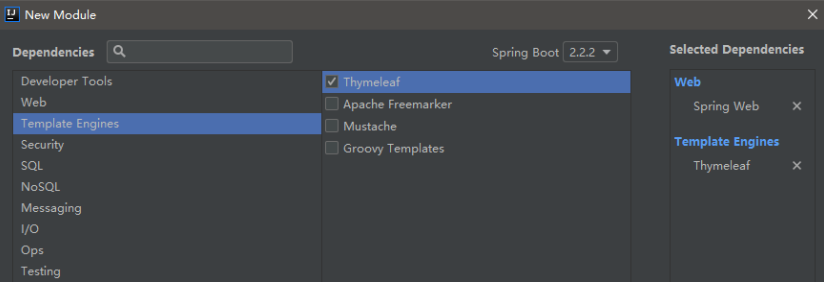 New Module
Dependencies
Spring Boot 2.2.2
Selected Dependencies
Developer Tools
Web
Template Engines
Security
SQL
NoSQL
Messaging
I/O
Ops
Testing
Thymeleaf
Apache Freemarker
Mustache
Groovy Templates
Web
Spring Web
Template Engines
Thymeleaf